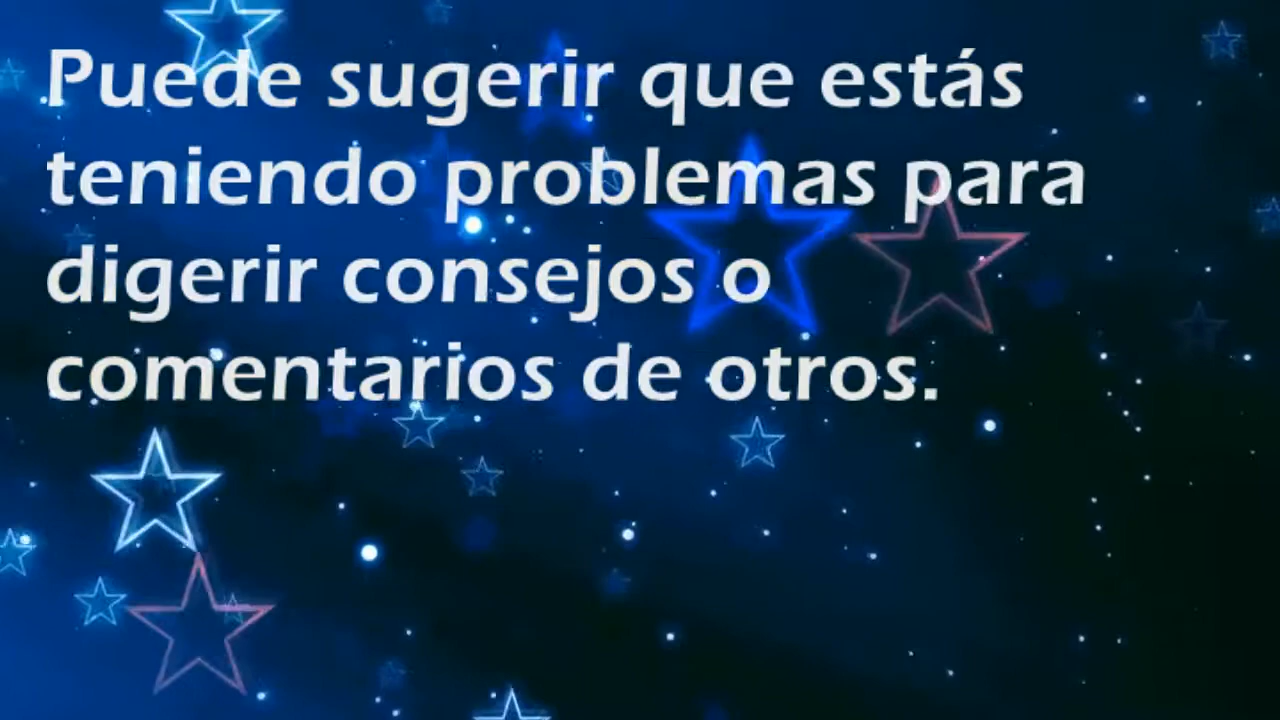 Puede sugerir que estás
teniendo problemas para
digerir consejos o
comentarios de otros.